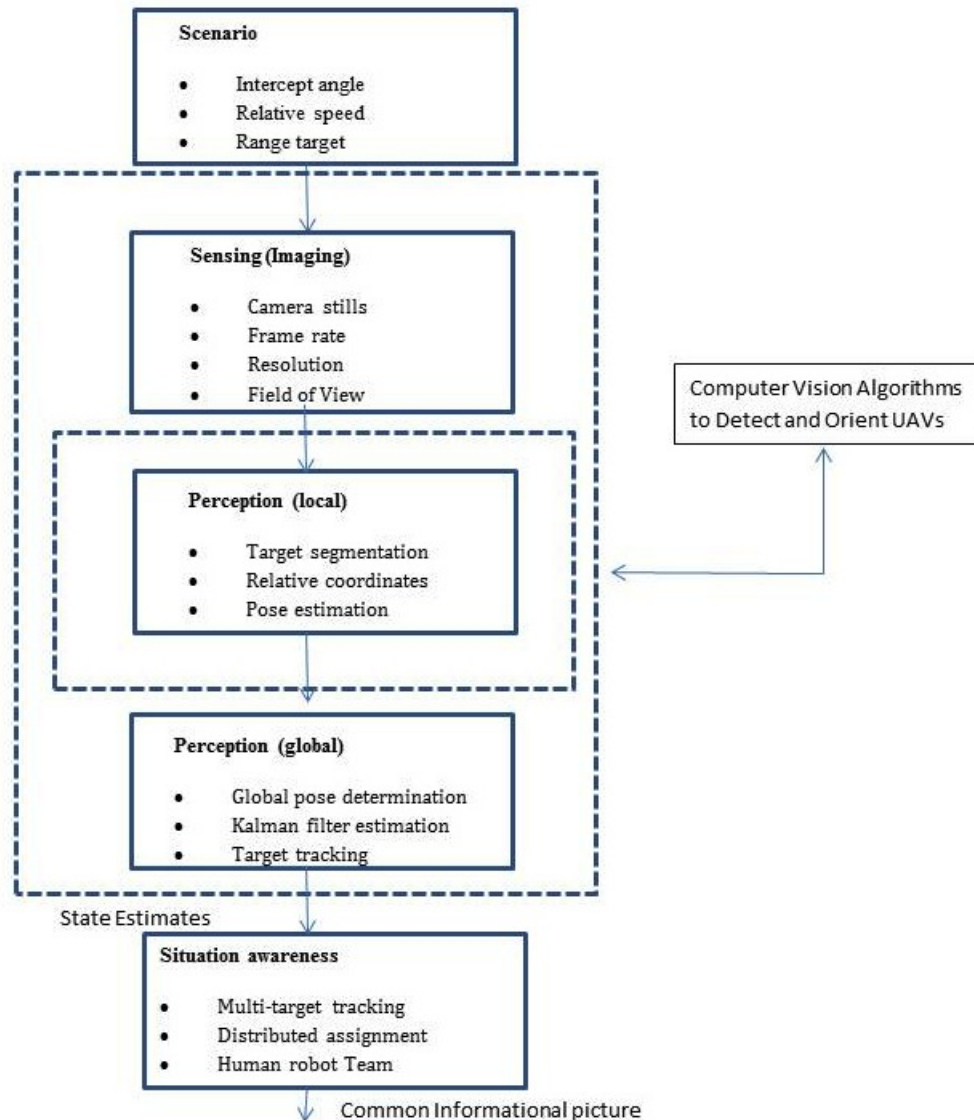 Scenario
• Intercept angle
• Relative speed
• Range target
Sensing (Imaging)
• Camera stills
• Frame rate
• Resolution
• Field of View
Computer Vision Algorithms
to Detect and Orient UAVs
Perception (local)
• Target segmentation
• Relative coordinates
• Pose estimation
Perception (global)
• Global pose determination
• Kalman filter estimation
• Target tracking
State Estimates
Situation awareness
• Multi-target tracking
• Distributed assignment
• Human robot Team
Common Informational picture